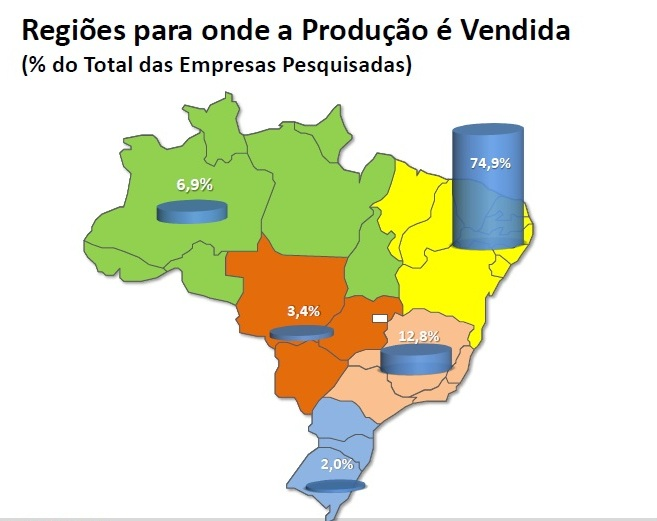 Regiões para onde a Produção é Vendida
(% do Total das Empresas Pesquisadas)
74,9%
6,9%
3,4%
12,8%
2,0%